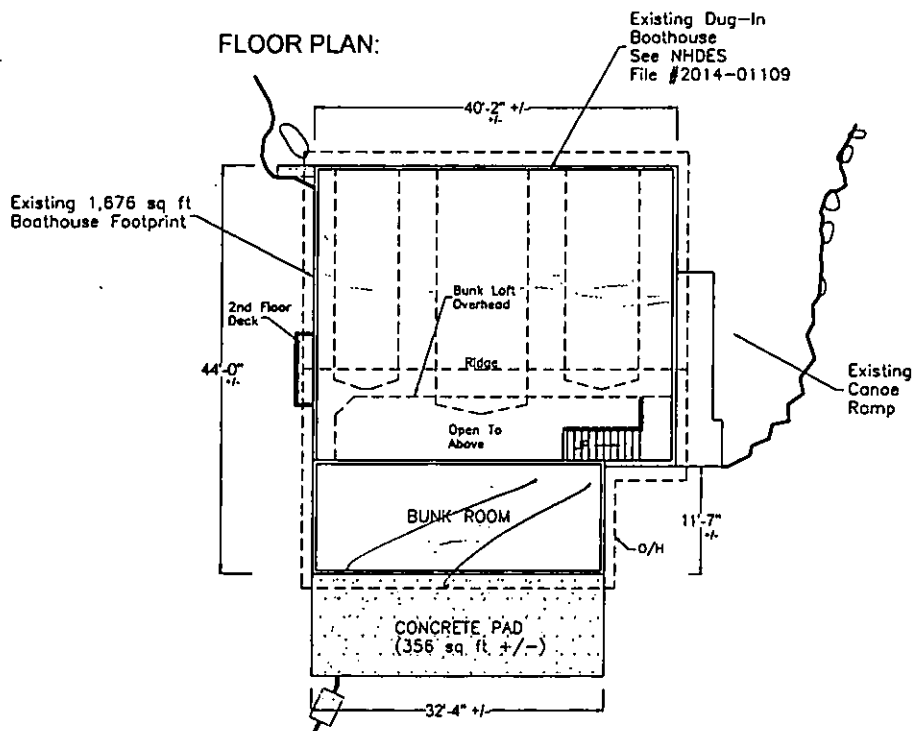 FLOOR PLAN:
Existing Dug-In
Boathouse
See NHDES
File #2014-01109
40'-2" +/-
+/-
Existing 1,676 sq ft
Boathouse Footprint
Bunk Loft
Overhead
2nd Floor
Deck
44'-0"
+/-
Ridge
Existing
Canoe
Ramp
Open To
Above
BUNK ROOM
11'-7"
+/-
O/H
CONCRETE PAD
(356 sq ft +/-)
32'-4" +/-